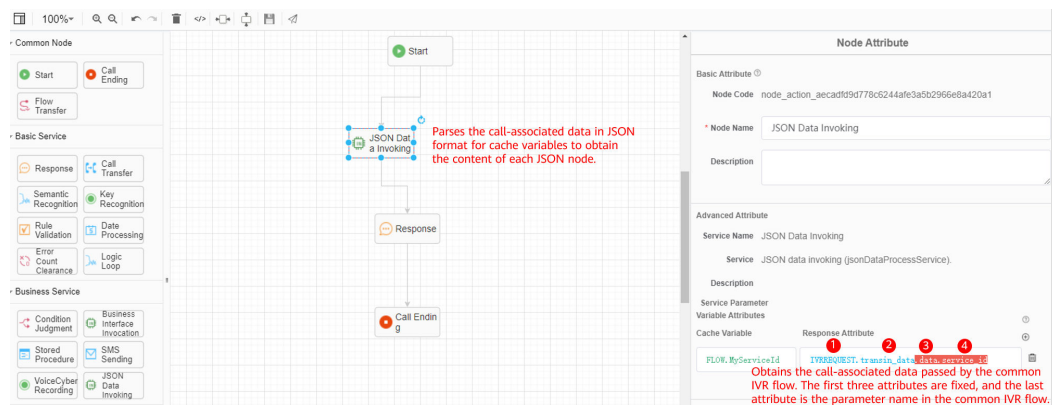 100%
</>
Common Node
Start
Call
Ending
Flow
Transfer
Basic Service
Response
Call
Transfer
Semantic
Recognition
Key
Recognition
Rule
Validation
Date
Processing
Error
Count
Clearance
Logic
Loop
Business Service
Condition
Judgment
Business
Interface
Invocation
Stored
Procedure
SMS
Sending
VoiceCyber
Recording
JSON
Data
Invoking
Start
JSON Dat
a Invoking
Parses the call-associated data in JSON
format for cache variables to obtain
the content of each JSON node.
Response
Call Endin
g
Node Attribute
Basic Attribute
Node Code node_action_aecadfd9d778c6244afe3a5b2966e8a420a1
* Node Name JSON Data Invoking
Description
Advanced Attribute
Service Name JSON Data Invoking
Service JSON data invoking (jsonDataProcessService).
Description
Service Parameter
Variable Attributes
Cache Variable Response Attribute
1 2 3 4
FLOW.MyServiceId IVRREQUEST.transin_data.data.service_id
Obtains the call-associated data passed by the common
IVR flow. The first three attributes are fixed, and the last
attribute is the parameter name in the common IVR flow.